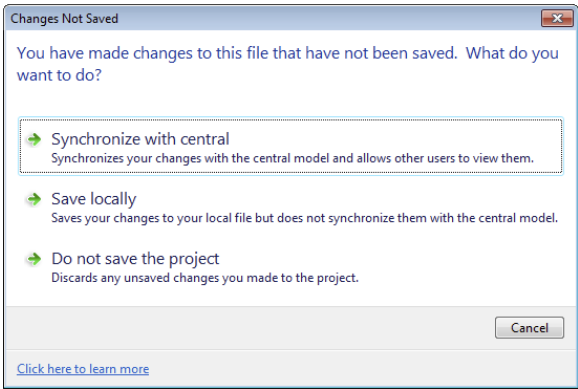 Changes Not Saved
You have made changes to this file that have not been saved.  What do you
want to do?
Synchronize with central
Synchronizes your changes with the central model and allows other users to view them.
Save locally
Saves your changes to your local file but does not synchronize them with the central model.
Do not save the project
Discards any unsaved changes you made to the project.
Cancel
Click here to learn more